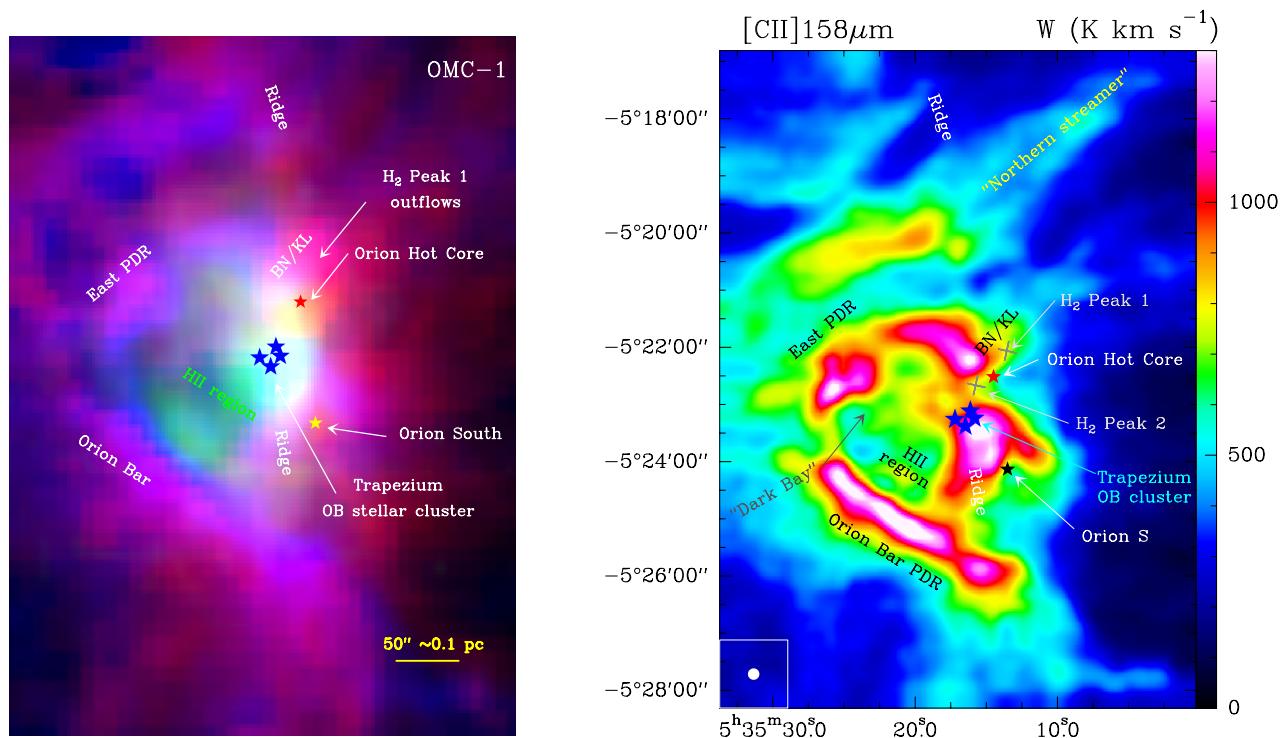 OMC-1
Ridge
H₂ Peak 1
outflows
BN/KL
Orion Hot Core
East PDR
HII region
Orion South
Orion Bar
Ridge
Trapezium
OB stellar cluster
50" ~0.1 pc
[CII]158μm
W (K km s⁻¹)
−5°18′00″
−5°20′00″
−5°22′00″
−5°24′00″
−5°26′00″
−5°28′00″
5ʰ35ᵐ30ˢ.0
20ˢ.0
10ˢ.0
Ridge
"Northern streamer"
East PDR
BN/KL
H₂ Peak 1
Orion Hot Core
H₂ Peak 2
HII
region
"Dark Bay"
Ridge
Trapezium
OB cluster
Orion Bar PDR
Orion S
1000
500
0